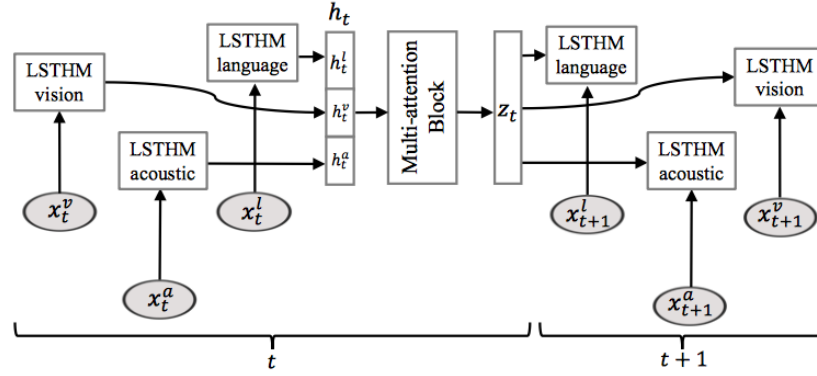 h_t
LSTHM
language
LSTHM
vision
LSTHM
acoustic
h_t^l
h_t^v
h_t^a
Multi-attention
Block
z_t
LSTHM
language
LSTHM
vision
LSTHM
acoustic
x_t^v
x_t^l
x_t^a
x_{t+1}^l
x_{t+1}^v
x_{t+1}^a
t
t + 1